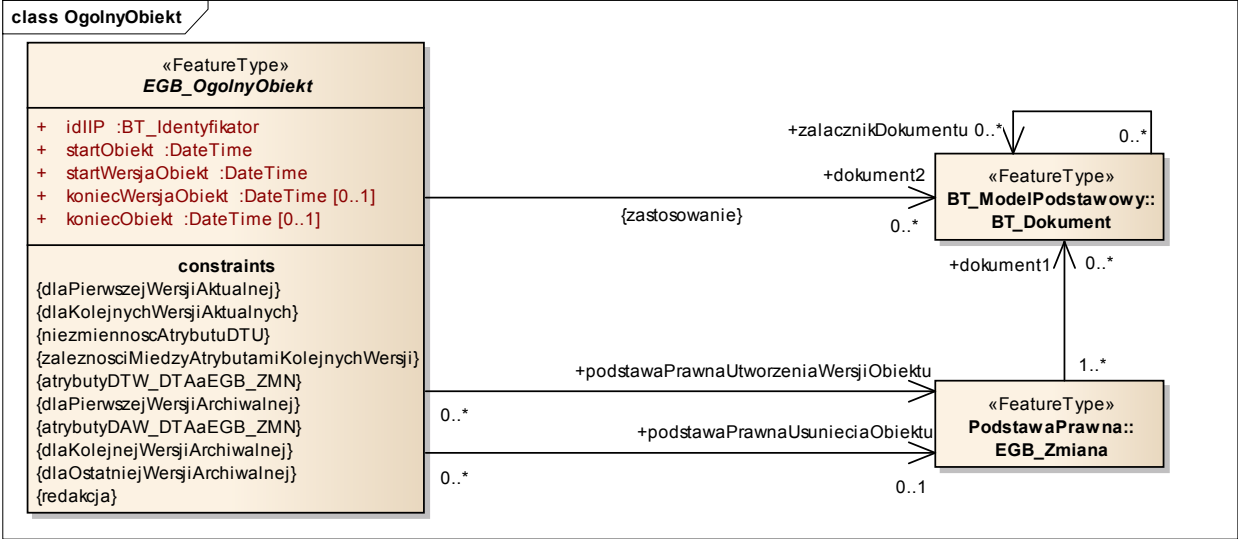 class OgolnyObiekt
«FeatureType»
EGB_OgolnyObiekt
+ idIIP :BT_Identyfikator
+ startObiekt :DateTime
+ startWersjaObiekt :DateTime
+ koniecWersjaObiekt :DateTime [0..1]
+ koniecObiekt :DateTime [0..1]
constraints
{dlaPierwszejWersjiAktualnej}
{dlaKolejnychWersjiAktualnych}
{niezmiennoscAtrybutuDTU}
{zaleznosciMiedzyAtrybutamiKolejnychWersji}
{atrybutyDTW_DTAaEGB_ZMN}
{dlaPierwszejWersjiArchiwalnej}
{atrybutyDAW_DTAaEGB_ZMN}
{dlaKolejnejWersjiArchiwalnej}
{dlaOstatniejWersjiArchiwalnej}
{redakcja}
+zalacznikDokumentu 0..*
0..*
+dokument2
{zastosowanie}
0..*
«FeatureType»
BT_ModelPodstawowy::
BT_Dokument
+dokument1
0..*
1..*
+podstawaPrawnaUtworzeniaWersjiObiektu
0..*
+podstawaPrawnaUsunieciaObiektu
0..*
0..1
«FeatureType»
PodstawaPrawna::
EGB_Zmiana